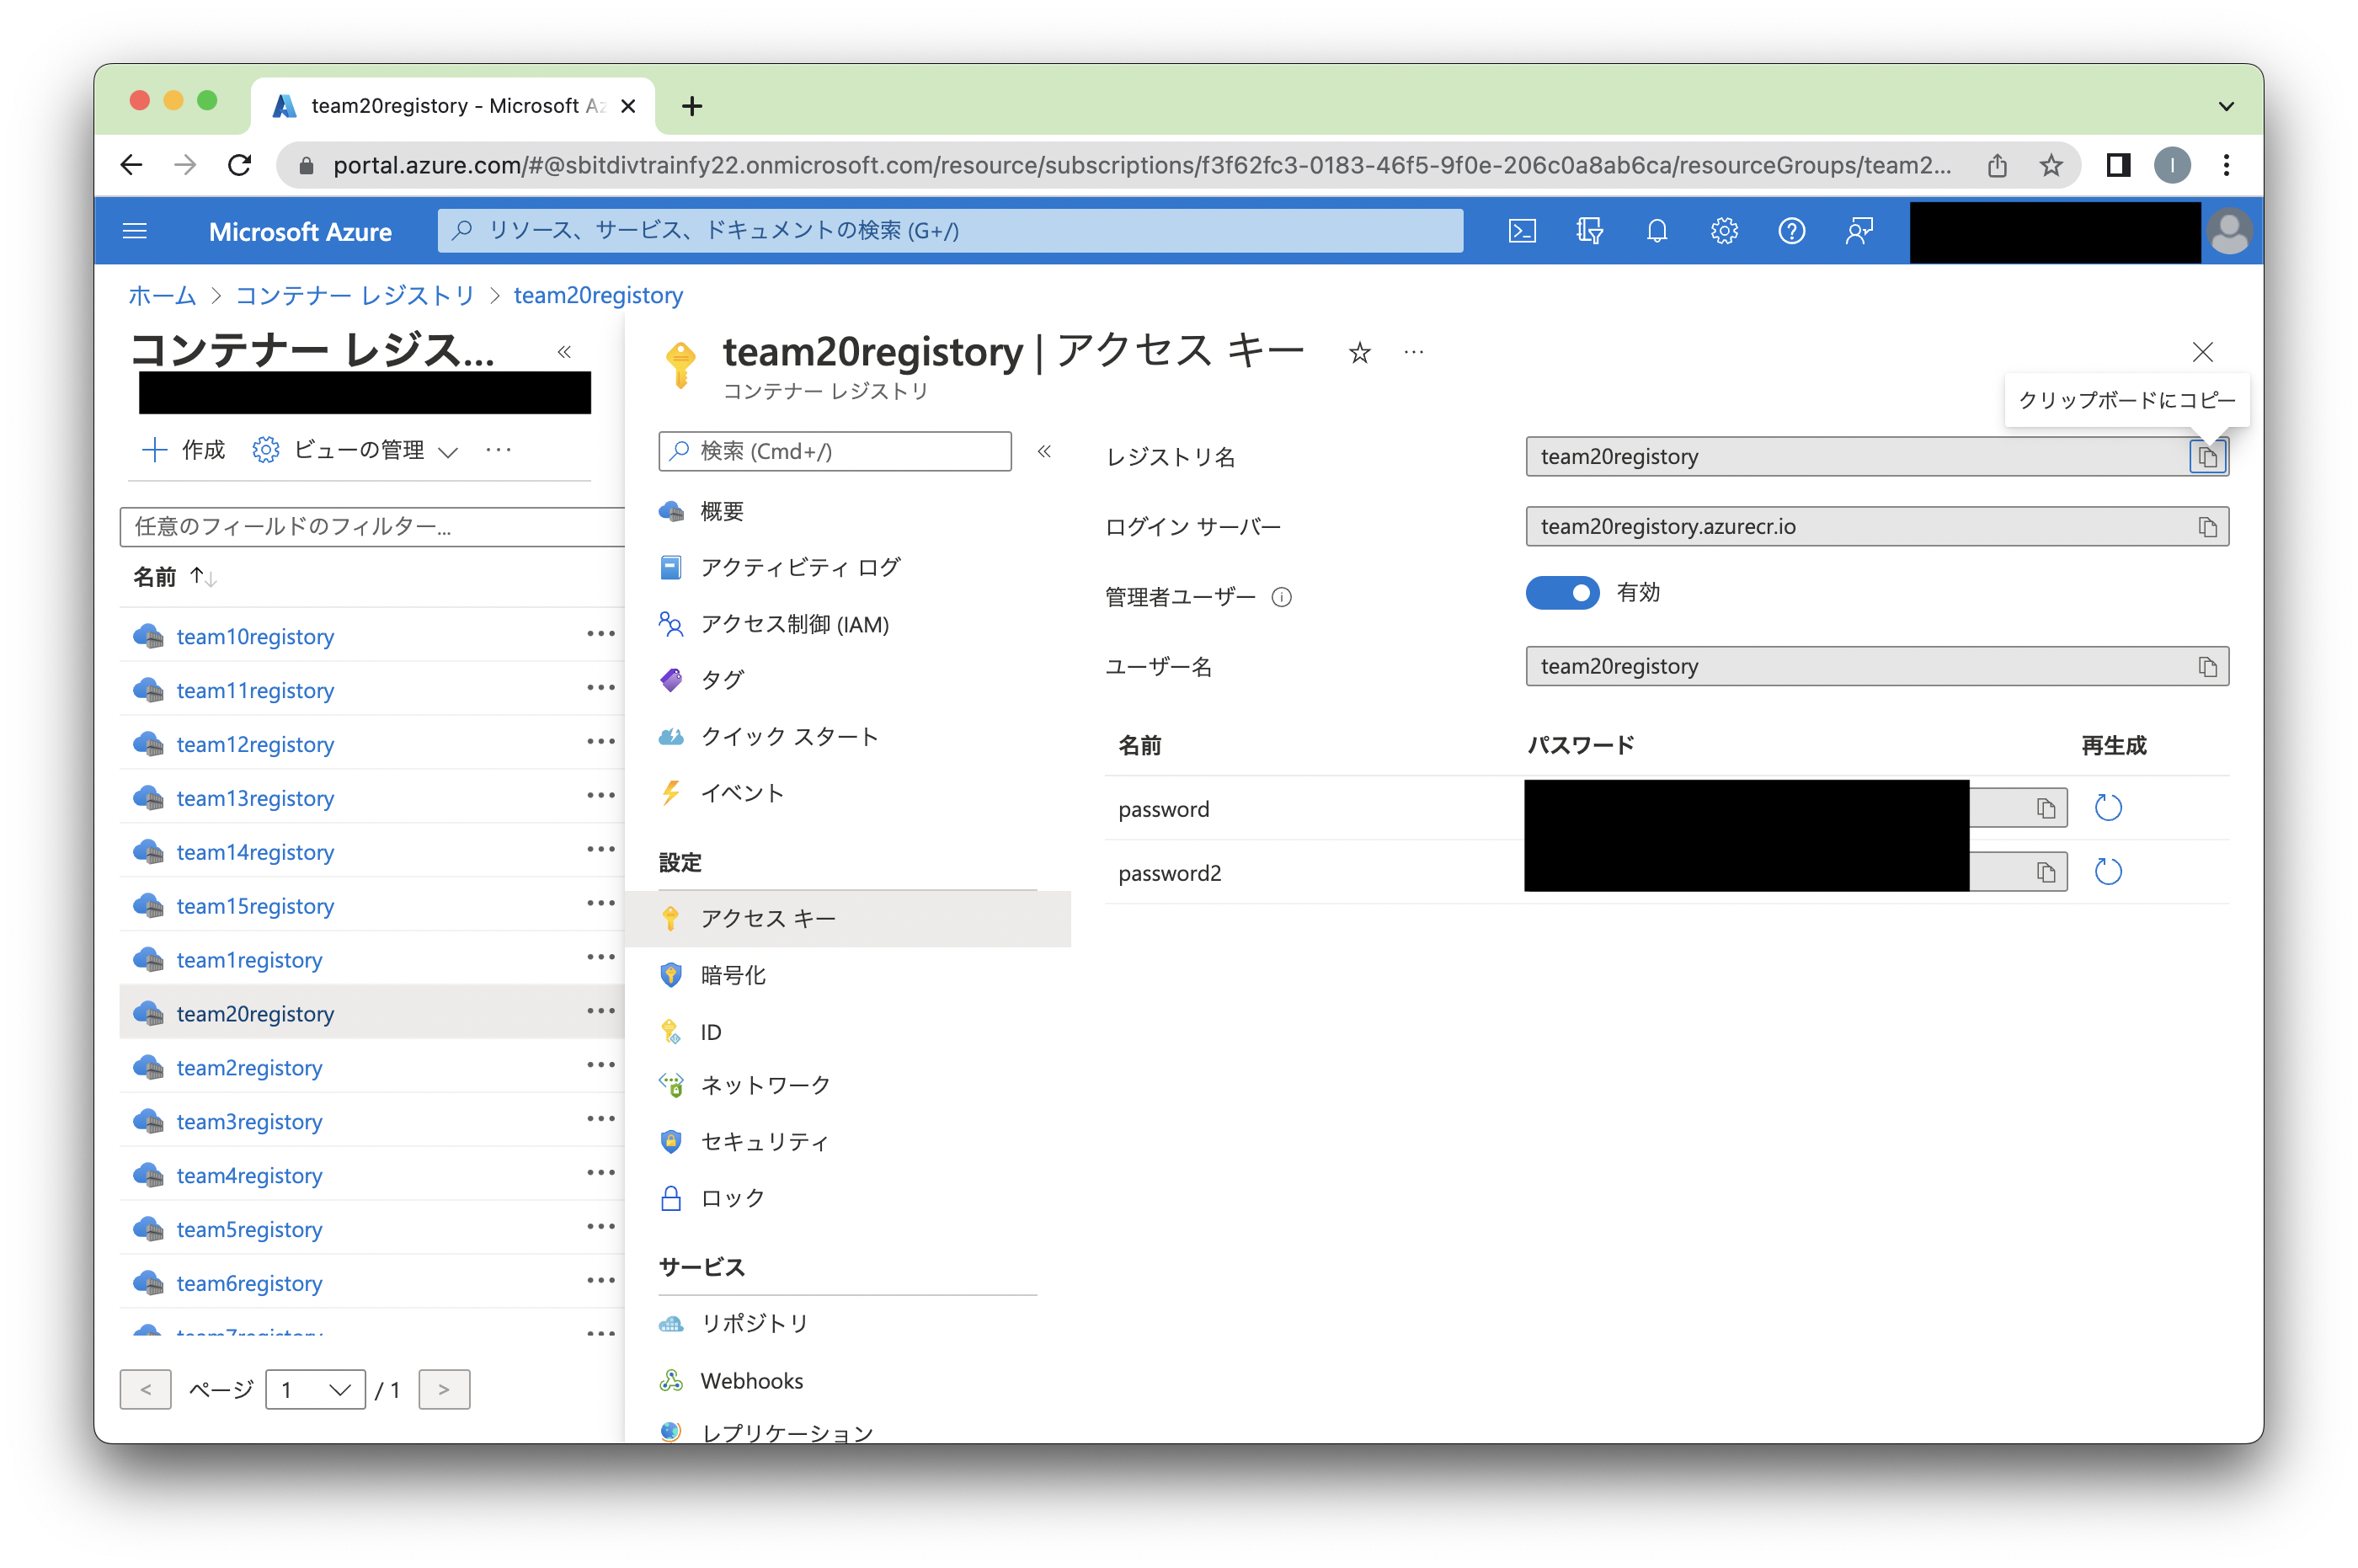 team20registory - Microsoft Az
portal.azure.com/#@sbitdivtrainfy22.onmicrosoft.com/resource/subscriptions/f3f62fc3-0183-46f5-9f0e-206c0a8ab6ca/resourceGroups/team2...
I
Microsoft Azure
リソース、サービス、ドキュメントの検索 (G+/)
ホーム > コンテナー レジストリ > team20registory
コンテナー レジス...
作成
ビューの管理
任意のフィールドのフィルター...
名前
team10registory
team11registory
team12registory
team13registory
team14registory
team15registory
team1registory
team20registory
team2registory
team3registory
team4registory
team5registory
team6registory
team7registory
< ページ 1 / 1 >
team20registory | アクセス キー
コンテナー レジストリ
検索 (Cmd+/)
概要
アクティビティ ログ
アクセス制御 (IAM)
タグ
クイック スタート
イベント
設定
アクセス キー
暗号化
ID
ネットワーク
セキュリティ
ロック
サービス
リポジトリ
Webhooks
レプリケーション
クリップボードにコピー
レジストリ名
team20registory
ログイン サーバー
team20registory.azurecr.io
管理者ユーザー
有効
ユーザー名
team20registory
名前 パスワード 再生成
password
password2